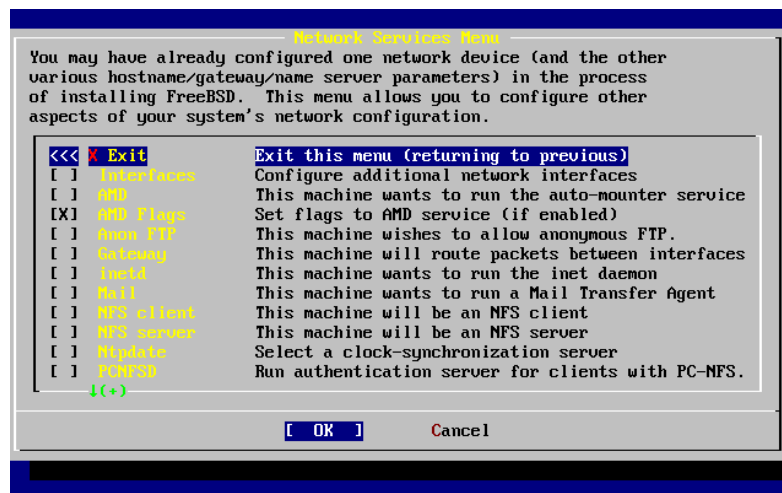 Network Services Menu
You may have already configured one network device (and the other
various hostname/gateway/name server parameters) in the process
of installing FreeBSD.  This menu allows you to configure other
aspects of your system's network configuration.
<<< X Exit Exit this menu (returning to previous)
[ ] Interfaces Configure additional network interfaces
[ ] AMD This machine wants to run the auto-mounter service
[X] AMD Flags Set flags to AMD service (if enabled)
[ ] Anon FTP This machine wishes to allow anonymous FTP.
[ ] Gateway This machine will route packets between interfaces
[ ] inetd This machine wants to run the inet daemon
[ ] Mail This machine wants to run a Mail Transfer Agent
[ ] NFS client This machine will be an NFS client
[ ] NFS server This machine will be an NFS server
[ ] Ntpdate Select a clock-synchronization server
[ ] PCNFSD Run authentication server for clients with PC-NFS.
↓(+)
[ OK ] Cancel